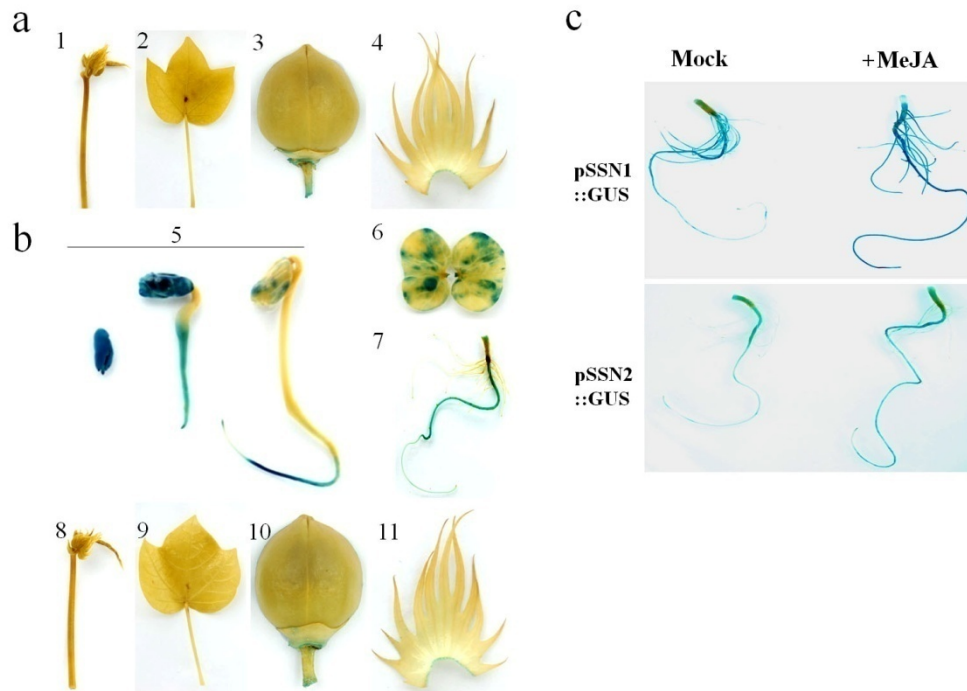 a
1 2 3 4
b
5
6
7
8 9 10 11
c
Mock +MeJA
pSSN1
::GUS
pSSN2
::GUS